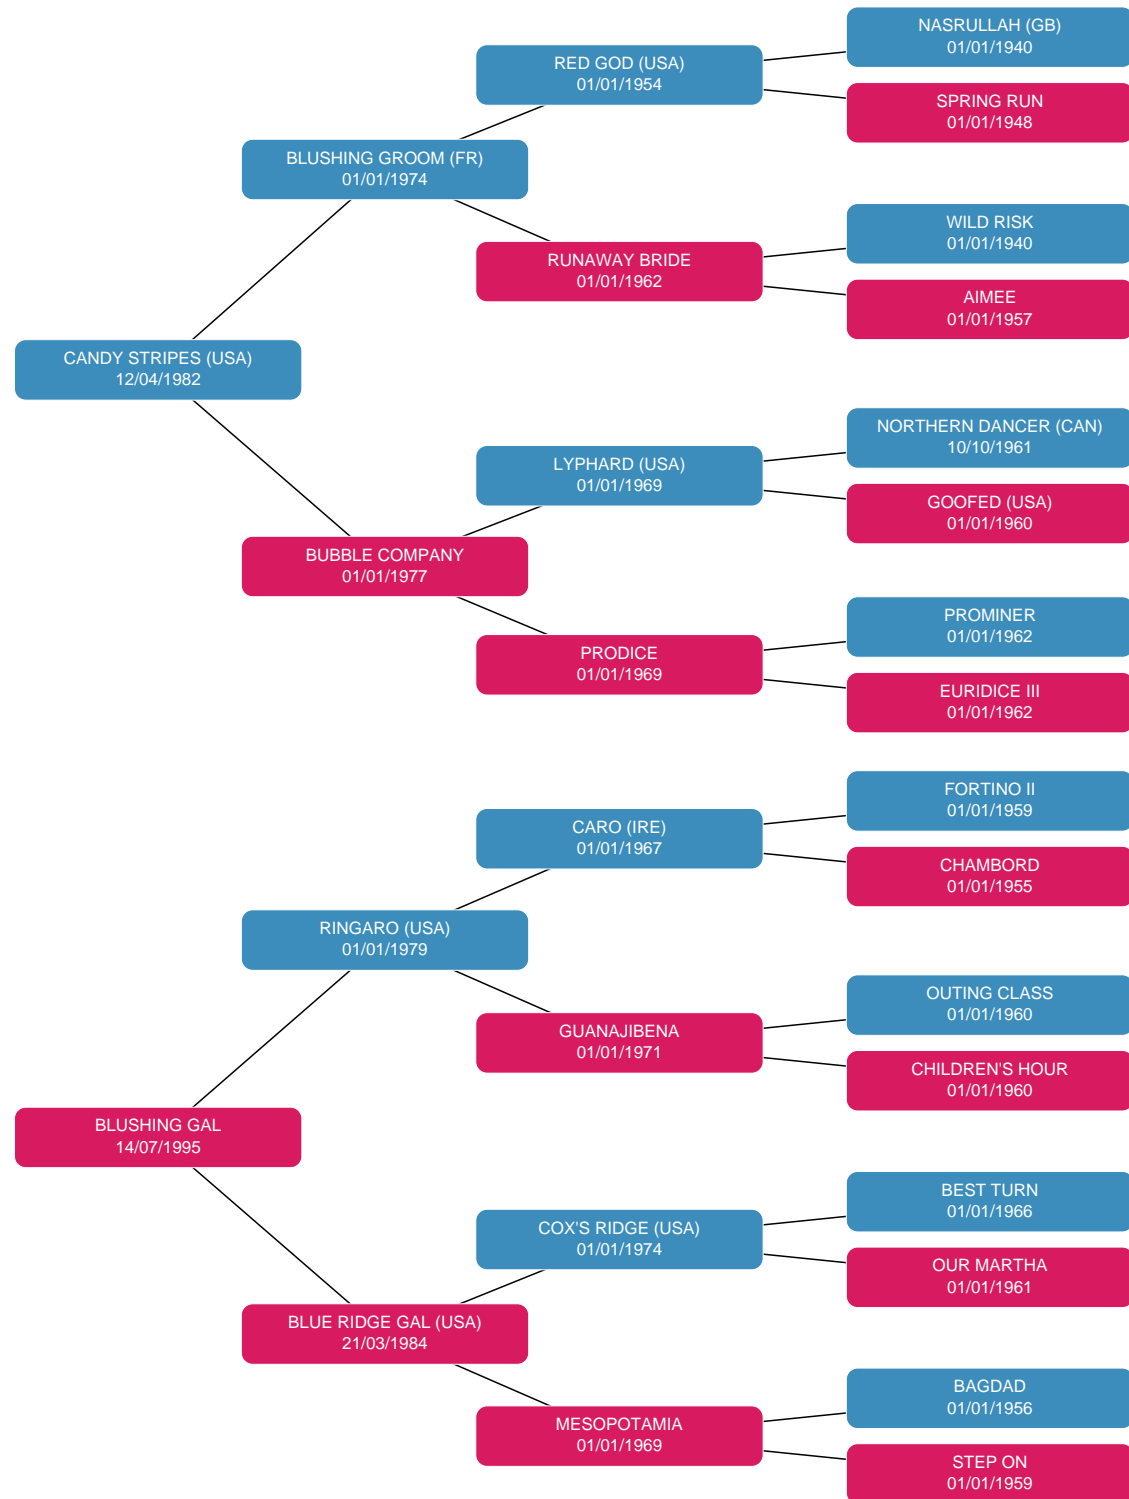 NASRULLAH (GB)
01/01/1940
RED GOD (USA)
01/01/1954
SPRING RUN
01/01/1948
BLUSHING GROOM (FR)
01/01/1974
WILD RISK
01/01/1940
RUNAWAY BRIDE
01/01/1962
AIMEE
01/01/1957
CANDY STRIPES (USA)
12/04/1982
NORTHERN DANCER (CAN)
10/10/1961
LYPHARD (USA)
01/01/1969
GOOFED (USA)
01/01/1960
BUBBLE COMPANY
01/01/1977
PROMINER
01/01/1962
PRODICE
01/01/1969
EURIDICE III
01/01/1962
FORTINO II
01/01/1959
CARO (IRE)
01/01/1967
CHAMBORD
01/01/1955
RINGARO (USA)
01/01/1979
OUTING CLASS
01/01/1960
GUANAJIBENA
01/01/1971
CHILDREN'S HOUR
01/01/1960
BLUSHING GAL
14/07/1995
BEST TURN
01/01/1966
COX'S RIDGE (USA)
01/01/1974
OUR MARTHA
01/01/1961
BLUE RIDGE GAL (USA)
21/03/1984
BAGDAD
01/01/1956
MESOPOTAMIA
01/01/1969
STEP ON
01/01/1959